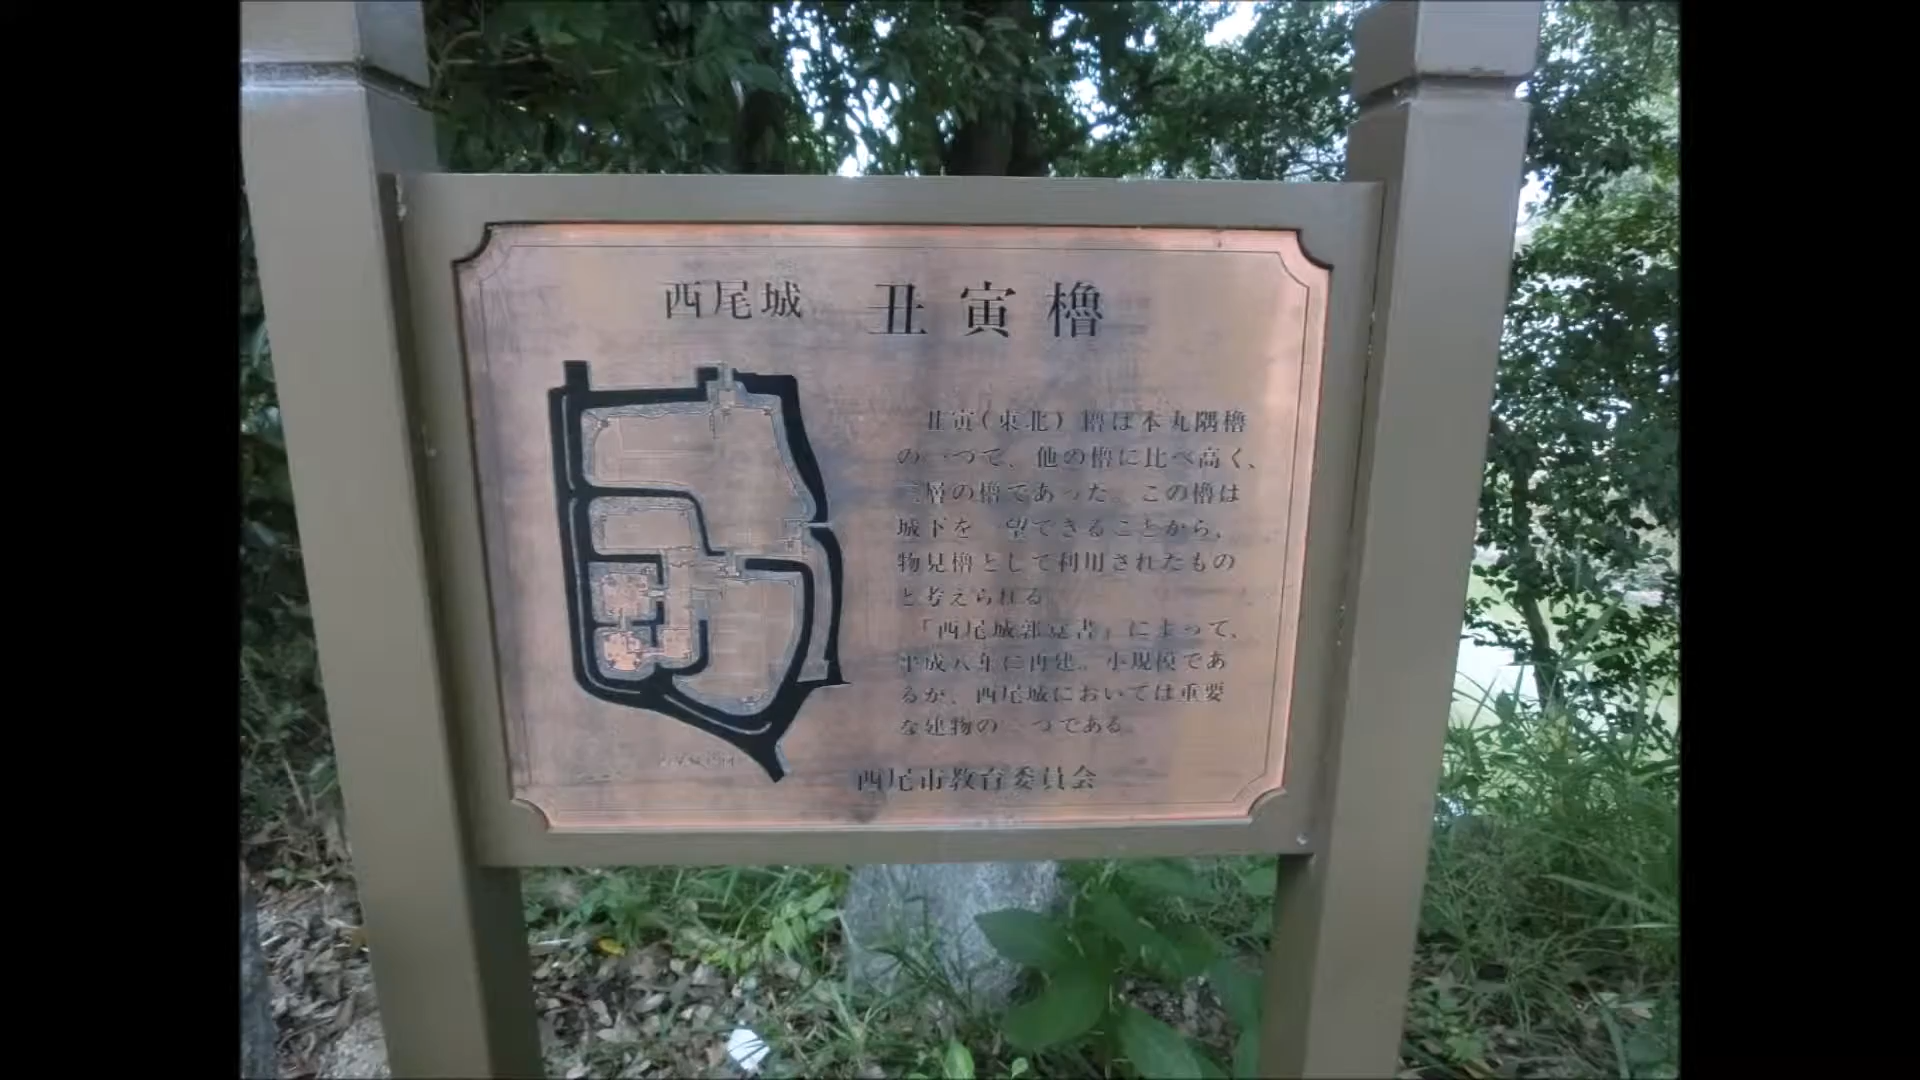 西尾城 丑寅櫓
丑寅(東北)櫓は本丸隅櫓
の一つで、他の櫓に比べ高く、
三層の櫓であった。この櫓は
城下を一望できることから、
物見櫓として利用されたもの
と考えられる。
「西尾城郭覚書」によって、
平成八年に再建。小規模であ
るが、西尾城においては重要
な建物の一つである。
西尾市教育委員会